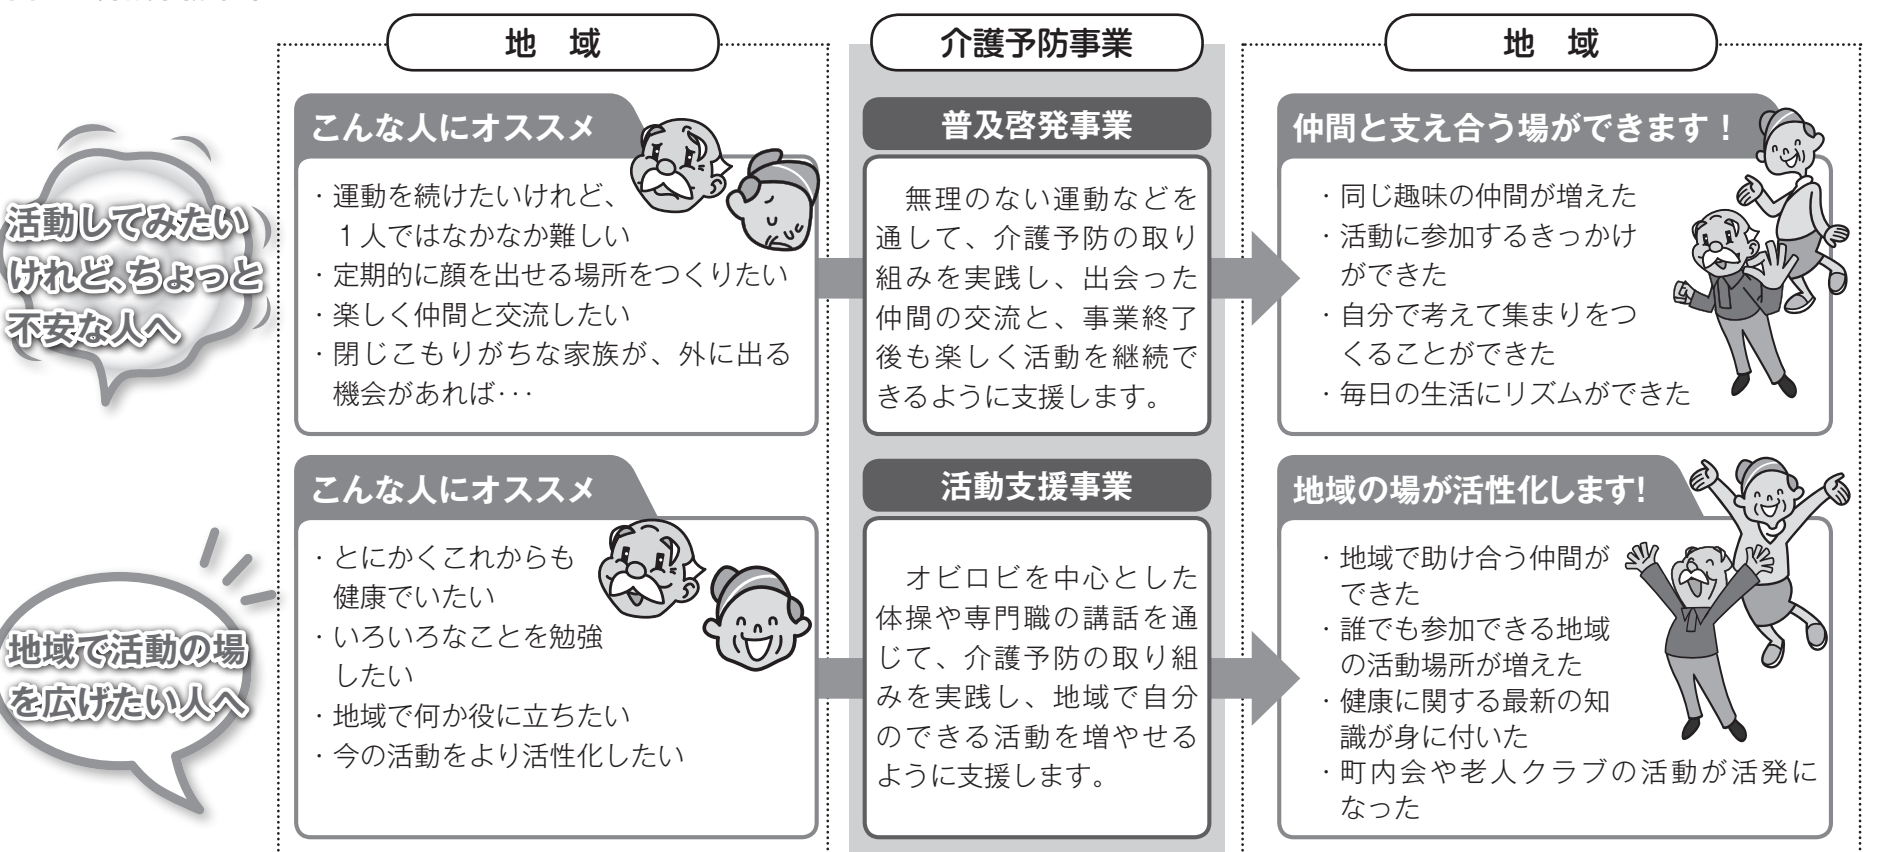 地　域
介護予防事業
地　域
活動してみたい
けれど、ちょっと
不安な人へ
こんな人にオススメ
・運動を続けたいけれど、
１人ではなかなか難しい
・定期的に顔を出せる場所をつくりたい
・楽しく仲間と交流したい
・閉じこもりがちな家族が、外に出る
機会があれば･･･
普及啓発事業
無理のない運動などを
通して、介護予防の取り
組みを実践し、出会った
仲間の交流と、事業終了
後も楽しく活動を継続で
きるように支援します。
仲間と支え合う場ができます！
・同じ趣味の仲間が増えた
・活動に参加するきっかけ
ができた
・自分で考えて集まりをつ
くることができた
・毎日の生活にリズムができた
地域で活動の場
を広げたい人へ
こんな人にオススメ
・とにかくこれからも
健康でいたい
・いろいろなことを勉強
したい
・地域で何か役に立ちたい
・今の活動をより活性化したい
活動支援事業
オビロビを中心とした
体操や専門職の講話を通
じて、介護予防の取り組
みを実践し、地域で自分
のできる活動を増やせる
ように支援します。
地域の場が活性化します!
・地域で助け合う仲間が
できた
・誰でも参加できる地域
の活動場所が増えた
・健康に関する最新の知
識が身に付いた
・町内会や老人クラブの活動が活発に
なった